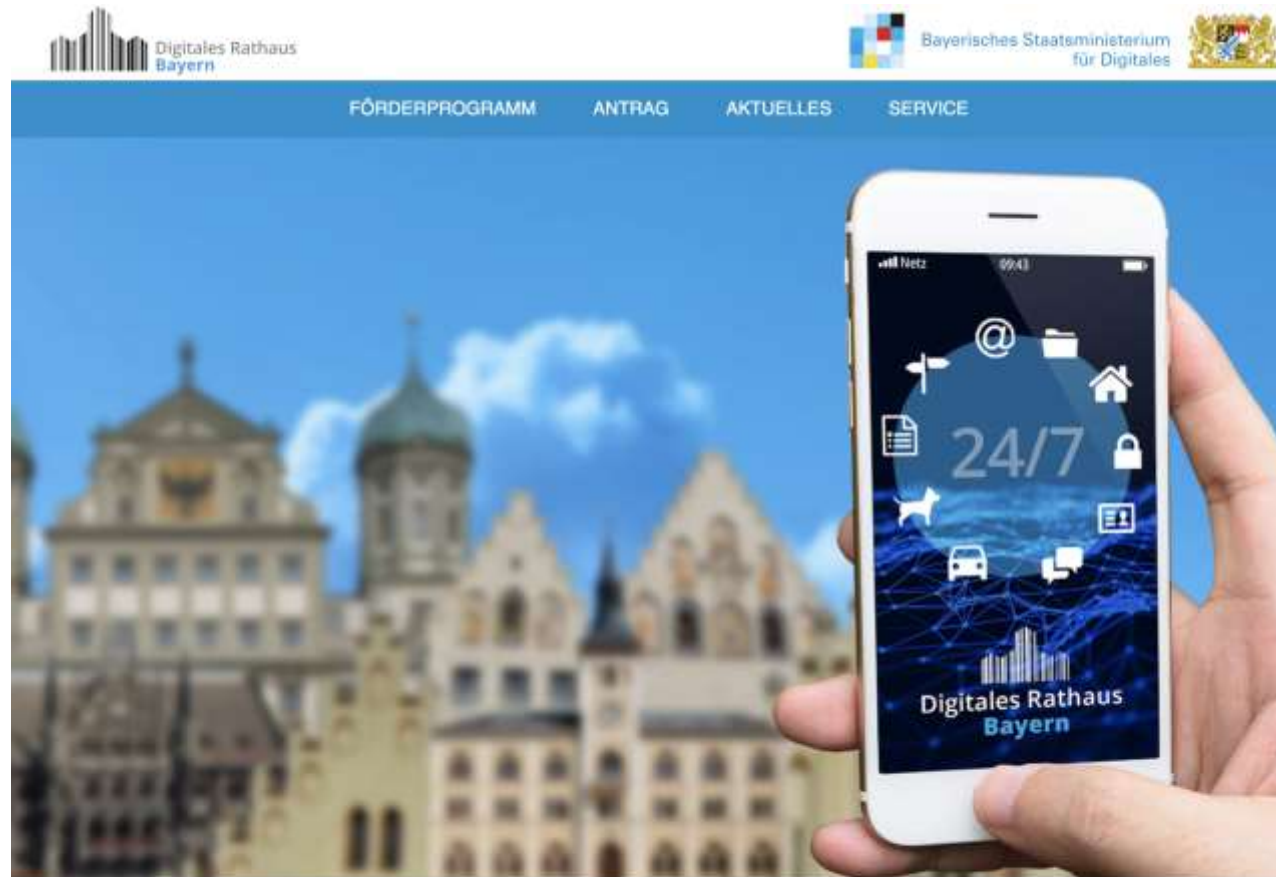 Digitales Rathaus
Bayern
Bayerisches Staatsministerium
für Digitales
FÖRDERPROGRAMM ANTRAG AKTUELLES SERVICE
Netz 09:43
@
24/7
Digitales Rathaus
Bayern